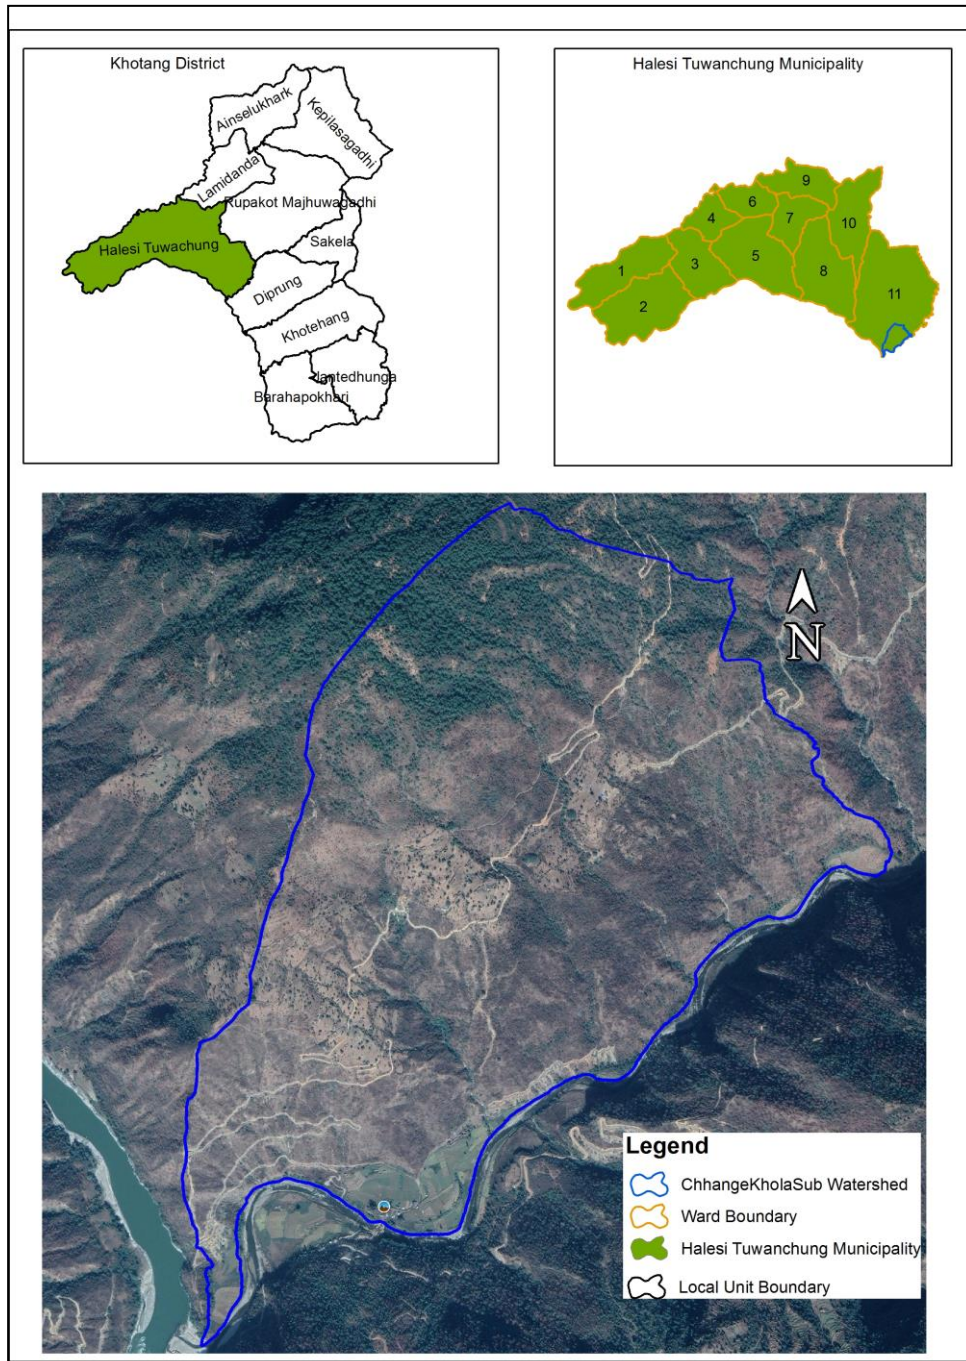 Khotang District
Ainselukhark
Kepilasagadhi
Lamidanda
Rupakot Majhuwagadhi
Halesi Tuwachung
Sakela
Diprung
Khotehang
Jantedhunga
Barahapokhari
Halesi Tuwanchung Municipality
9
6
4
7
10
1
3
5
8
2
11
N
Legend
ChhangeKholaSub Watershed
Ward Boundary
Halesi Tuwanchung Municipality
Local Unit Boundary